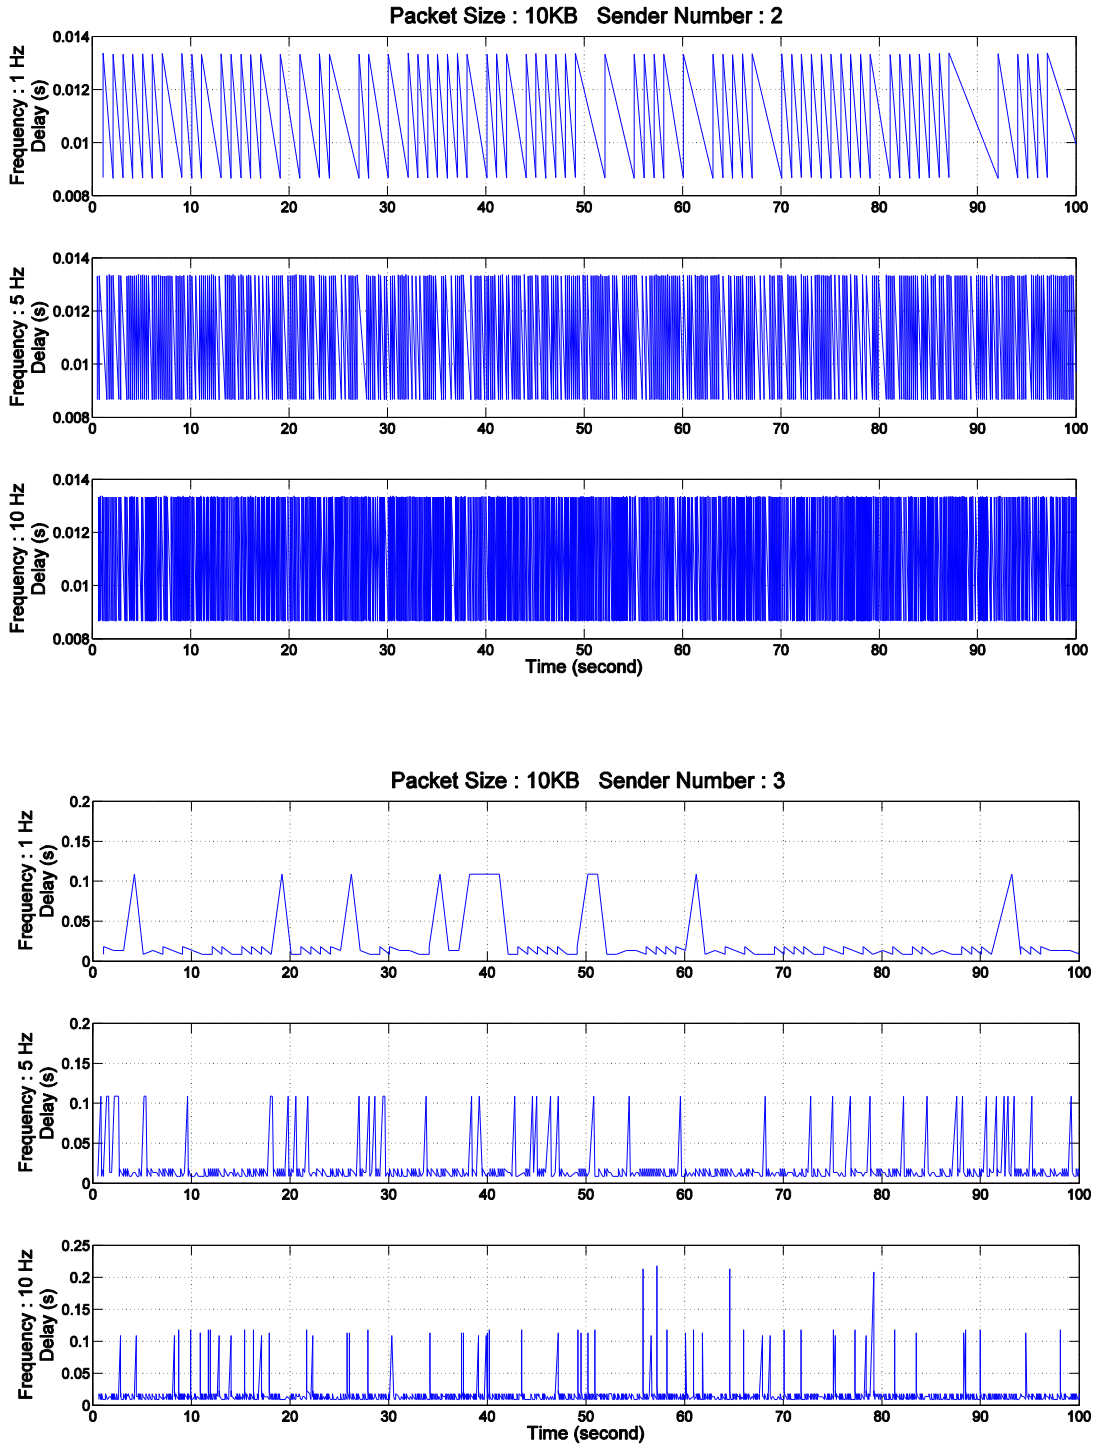 Packet Size : 10KB   Sender Number : 2
Frequency : 1 Hz
Delay (s)
0.014
0.012
0.01
0.008
0 10 20 30 40 50 60 70 80 90 100
Frequency : 5 Hz
Delay (s)
0.014
0.012
0.01
0.008
0 10 20 30 40 50 60 70 80 90 100
Frequency : 10 Hz
Delay (s)
0.014
0.012
0.01
0.008
0 10 20 30 40 50 60 70 80 90 100
Time (second)
Packet Size : 10KB   Sender Number : 3
Frequency : 1 Hz
Delay (s)
0.2
0.15
0.1
0.05
0
0 10 20 30 40 50 60 70 80 90 100
Frequency : 5 Hz
Delay (s)
0.2
0.15
0.1
0.05
0
0 10 20 30 40 50 60 70 80 90 100
Frequency : 10 Hz
Delay (s)
0.25
0.2
0.15
0.1
0.05
0
0 10 20 30 40 50 60 70 80 90 100
Time (second)